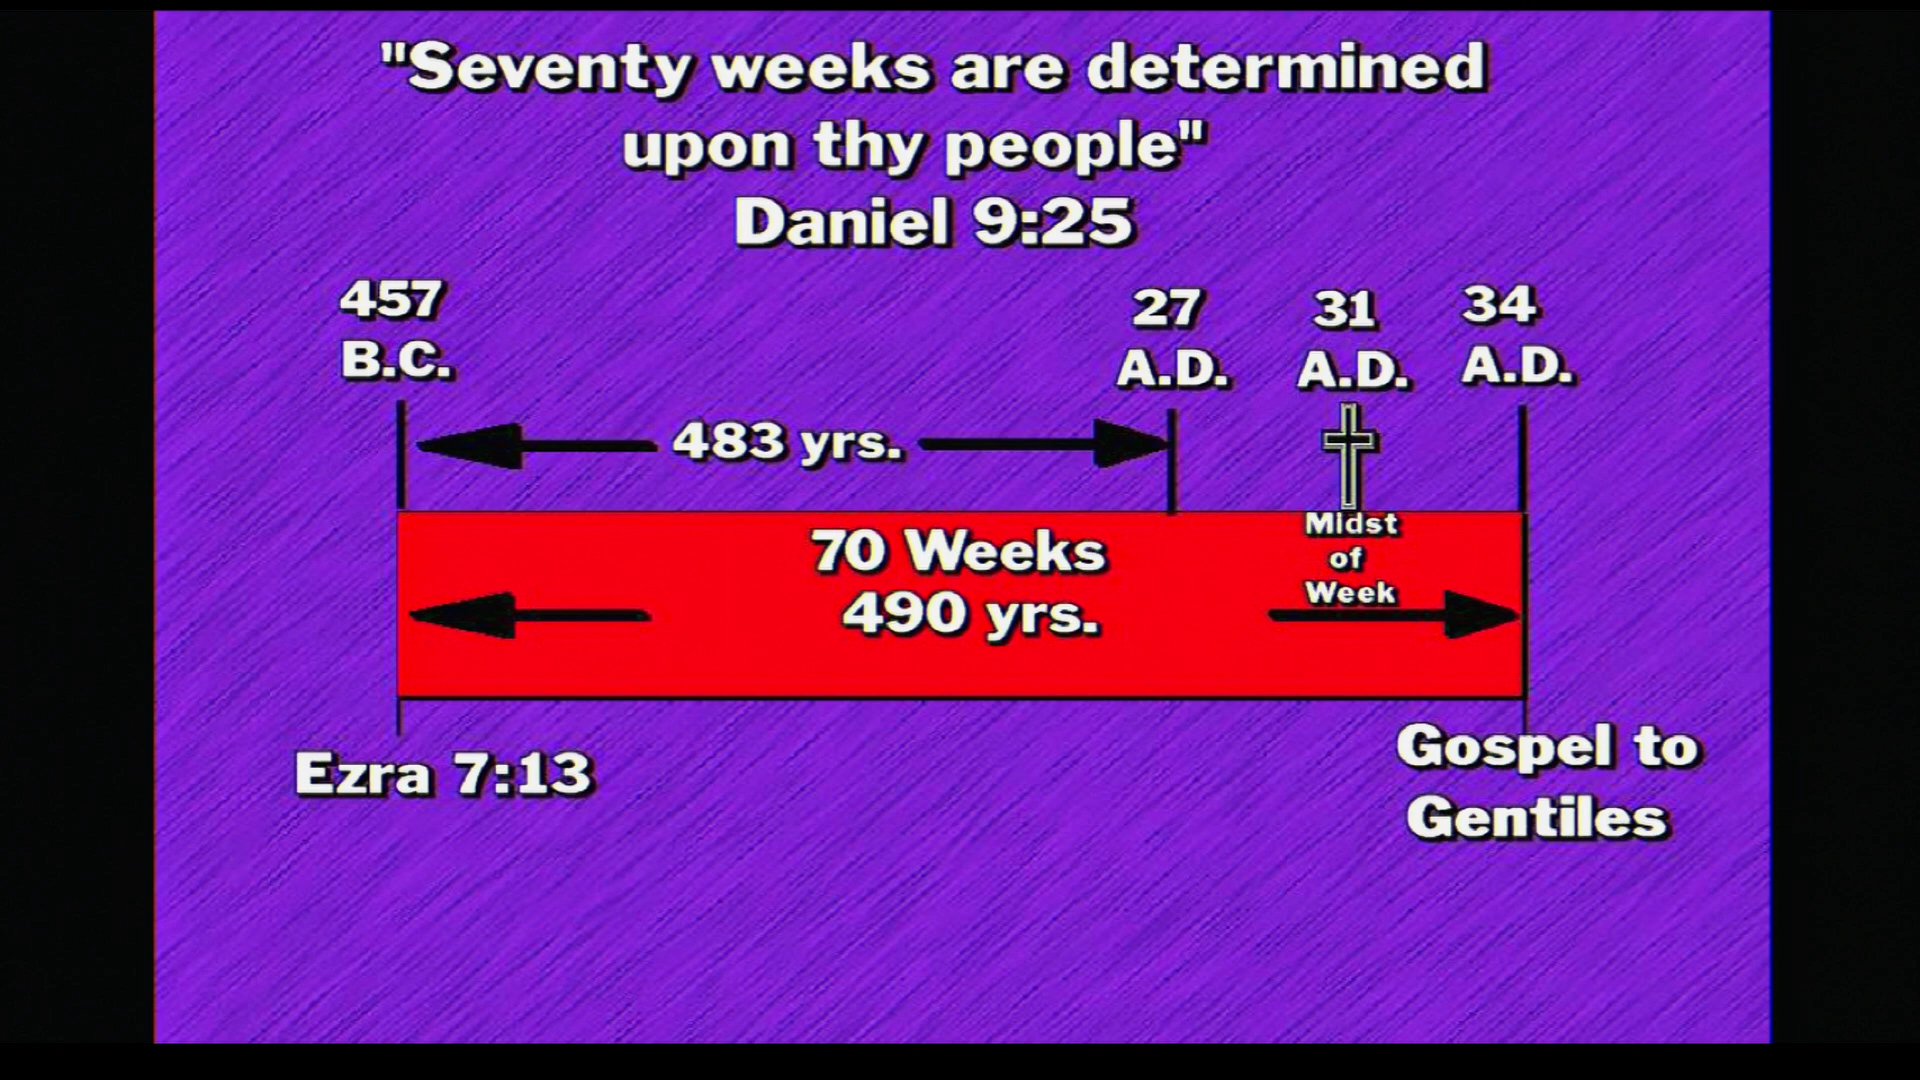 "Seventy weeks are determined
upon thy people"
Daniel 9:25
457
B.C.
27
A.D.
31
A.D.
34
A.D.
483 yrs.
70 Weeks
490 yrs.
Midst
of
Week
Ezra 7:13
Gospel to
Gentiles